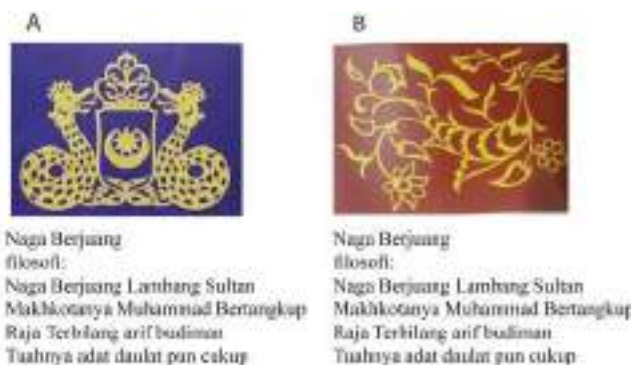 A
B
Naga Berjuang
filosofi:
Naga Berjuang Lambang Sultan
Makhkotanya Muhammad Bertangkup
Raja Terbilang arif budiman
Tuahnya adat daulat pun cukup
Naga Berjuang
filosofi:
Naga Berjuang Lambang Sultan
Makhkotanya Muhammad Bertangkup
Raja Terbilang arif budiman
Tuahnya adat daulat pun cukup